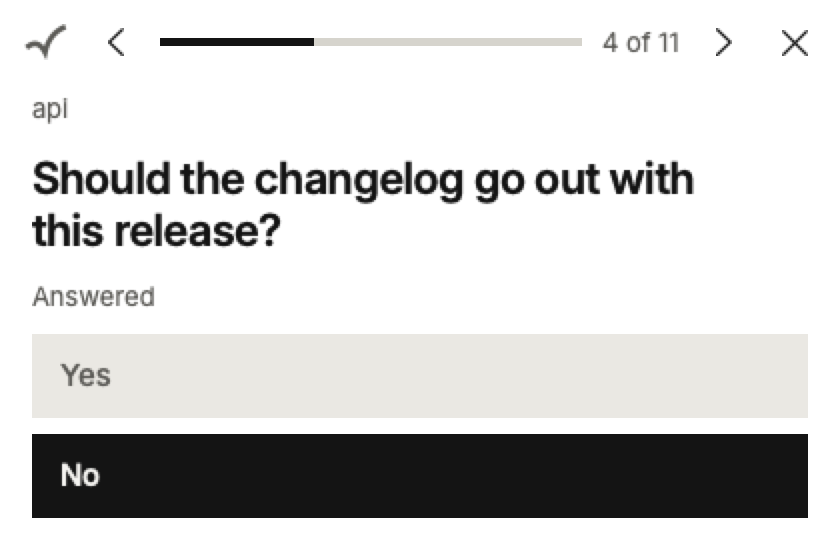 4 of 11
api
Should the changelog go out with
this release?
Answered
Yes
No